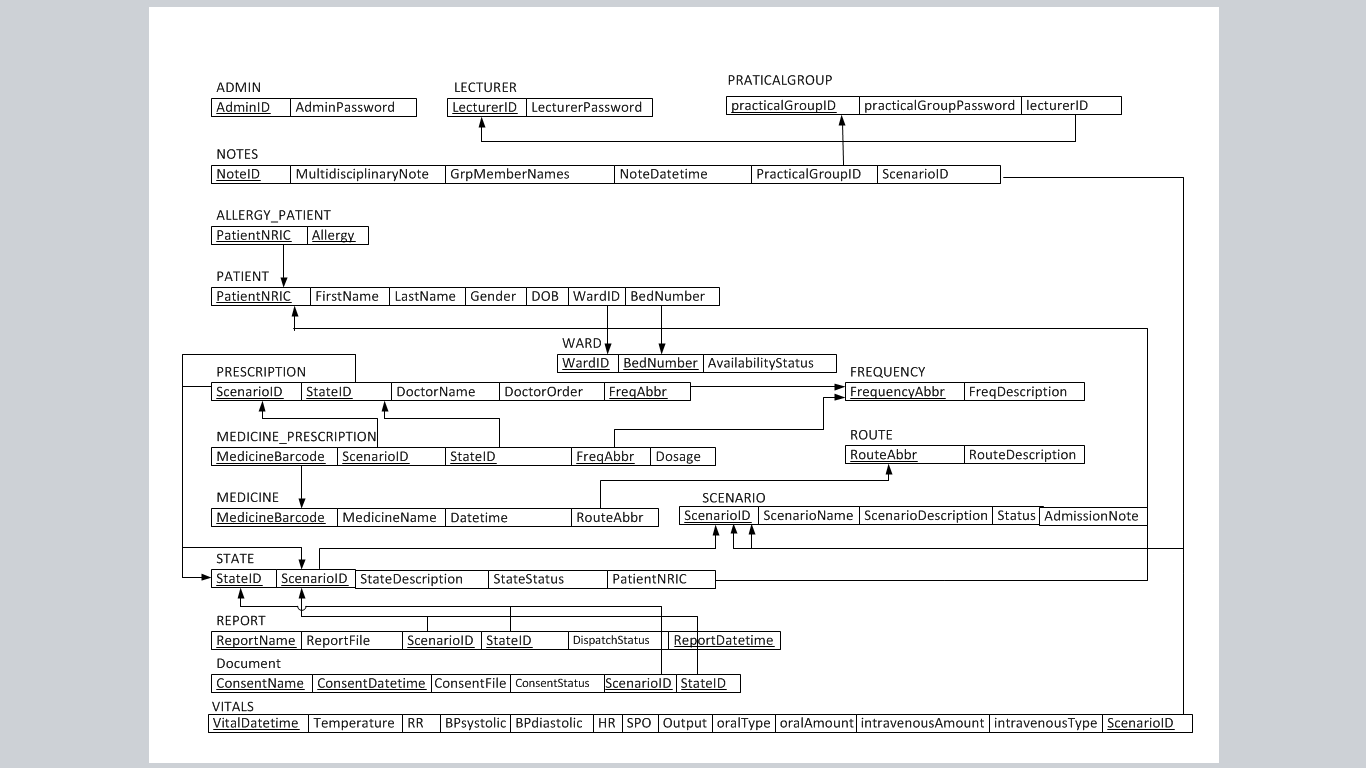 PRATICALGROUP
ADMIN LECTURER
AdminID AdminPassword LecturerID LecturerPassword practicalGroupID practicalGroupPassword lecturerID
NOTES
NoteID MultidisciplinaryNote GrpMemberNames NoteDatetime PracticalGroupID ScenarioID
ALLERGY_PATIENT
PatientNRIC Allergy
PATIENT
PatientNRIC FirstName LastName Gender DOB WardID BedNumber
WARD
WardID BedNumber AvailabilityStatus
PRESCRIPTION FREQUENCY
ScenarioID StateID DoctorName DoctorOrder FreqAbbr FrequencyAbbr FreqDescription
MEDICINE_PRESCRIPTION ROUTE
MedicineBarcode ScenarioID StateID FreqAbbr Dosage RouteAbbr RouteDescription
MEDICINE SCENARIO
MedicineBarcode MedicineName Datetime RouteAbbr ScenarioID ScenarioName ScenarioDescription Status AdmissionNote
STATE
StateID ScenarioID StateDescription StateStatus PatientNRIC
REPORT
ReportName ReportFile ScenarioID StateID DispatchStatus ReportDatetime
Document
ConsentName ConsentDatetime ConsentFile ConsentStatus ScenarioID StateID
VITALS
VitalDatetime Temperature RR BPsystolic BPdiastolic HR SPO Output oralType oralAmount intravenousAmount intravenousType ScenarioID